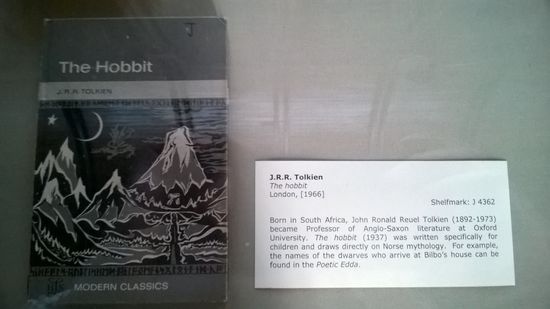 J
The Hobbit
J.R.R.TOLKIEN
MODERN CLASSICS
J.R.R. Tolkien
The hobbit
London, [1966]
Shelfmark: J 4362
Born in South Africa, John Ronald Reuel Tolkien (1892-1973)
became Professor of Anglo-Saxon literature at Oxford
University. The hobbit (1937) was written specifically for
children and draws directly on Norse mythology. For example,
the names of the dwarves who arrive at Bilbo's house can be
found in the Poetic Edda.